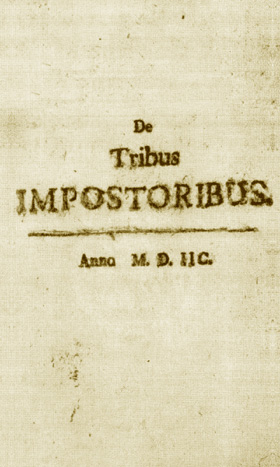 De
Tribus
IMPOSTORIBUS.
Anno M. D. IIC.